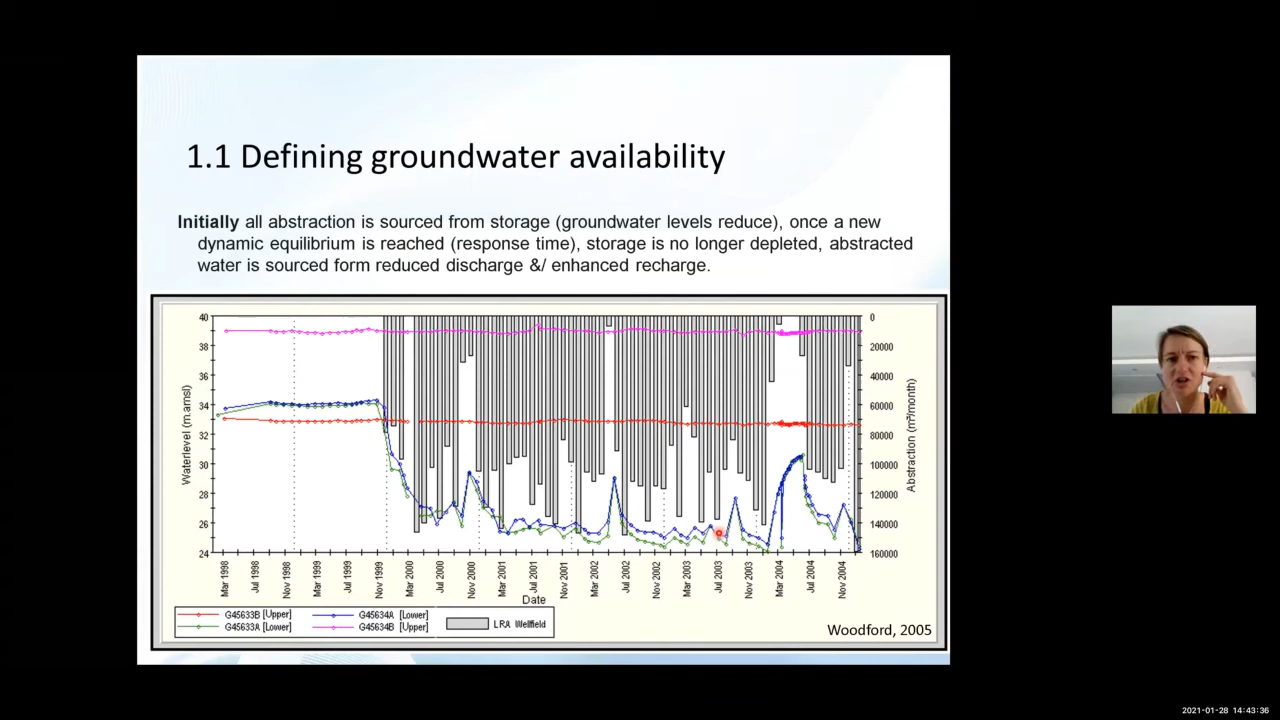 1.1 Defining groundwater availability
Initially all abstraction is sourced from storage (groundwater levels reduce), once a new
dynamic equilibrium is reached (response time), storage is no longer depleted, abstracted
water is sourced form reduced discharge &/ enhanced recharge.
40
38
36
34
32
30
28
26
24
Waterlevel (m.amsl)
0
20000
40000
60000
80000
100000
120000
140000
160000
Abstraction (m³/month)
Mar 1998
Jul 1998
Nov 1998
Mar 1999
Jul 1999
Nov 1999
Mar 2000
Jul 2000
Nov 2000
Mar 2001
Jul 2001
Nov 2001
Mar 2002
Jul 2002
Nov 2002
Mar 2003
Jul 2003
Nov 2003
Mar 2004
Jul 2004
Nov 2004
Date
G45633B [Upper]
G45634A [Lower]
G45633A [Lower]
G45634B [Upper]
LRA Wellfield
Woodford, 2005
2021-01-28 14:43:36